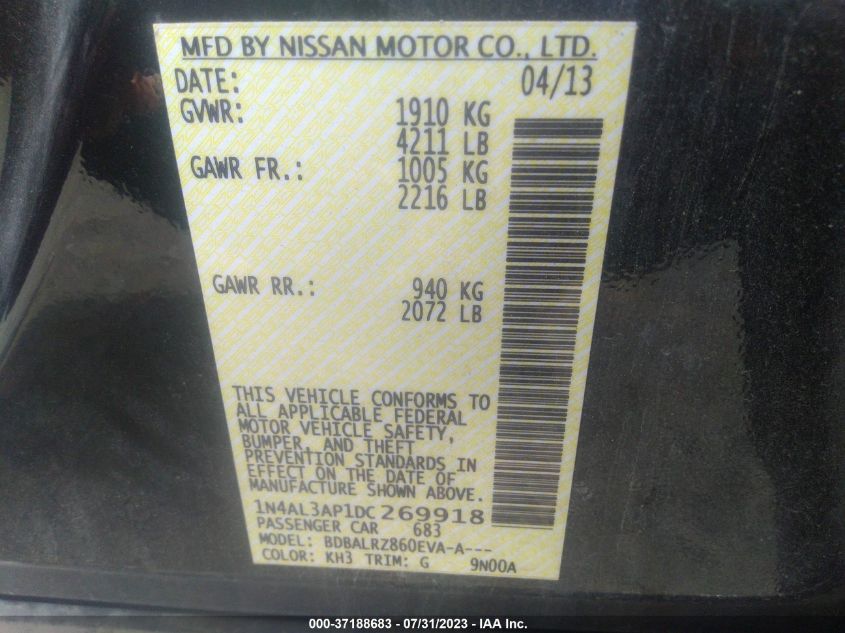 MFD BY NISSAN MOTOR CO., LTD.
DATE: 04/13
GVWR: 1910 KG
4211 LB
GAWR FR.: 1005 KG
2216 LB
GAWR RR.: 940 KG
2072 LB
THIS VEHICLE CONFORMS TO
ALL APPLICABLE FEDERAL
MOTOR VEHICLE SAFETY,
BUMPER, AND THEFT
PREVENTION STANDARDS IN
EFFECT ON THE DATE OF
MANUFACTURE SHOWN ABOVE.
1N4AL3AP1DC269918
PASSENGER CAR 683
MODEL: BDBALRZ860EVA-A---
COLOR: KH3 TRIM: G 9N00A
000-37188683 - 07/31/2023 - IAA Inc.